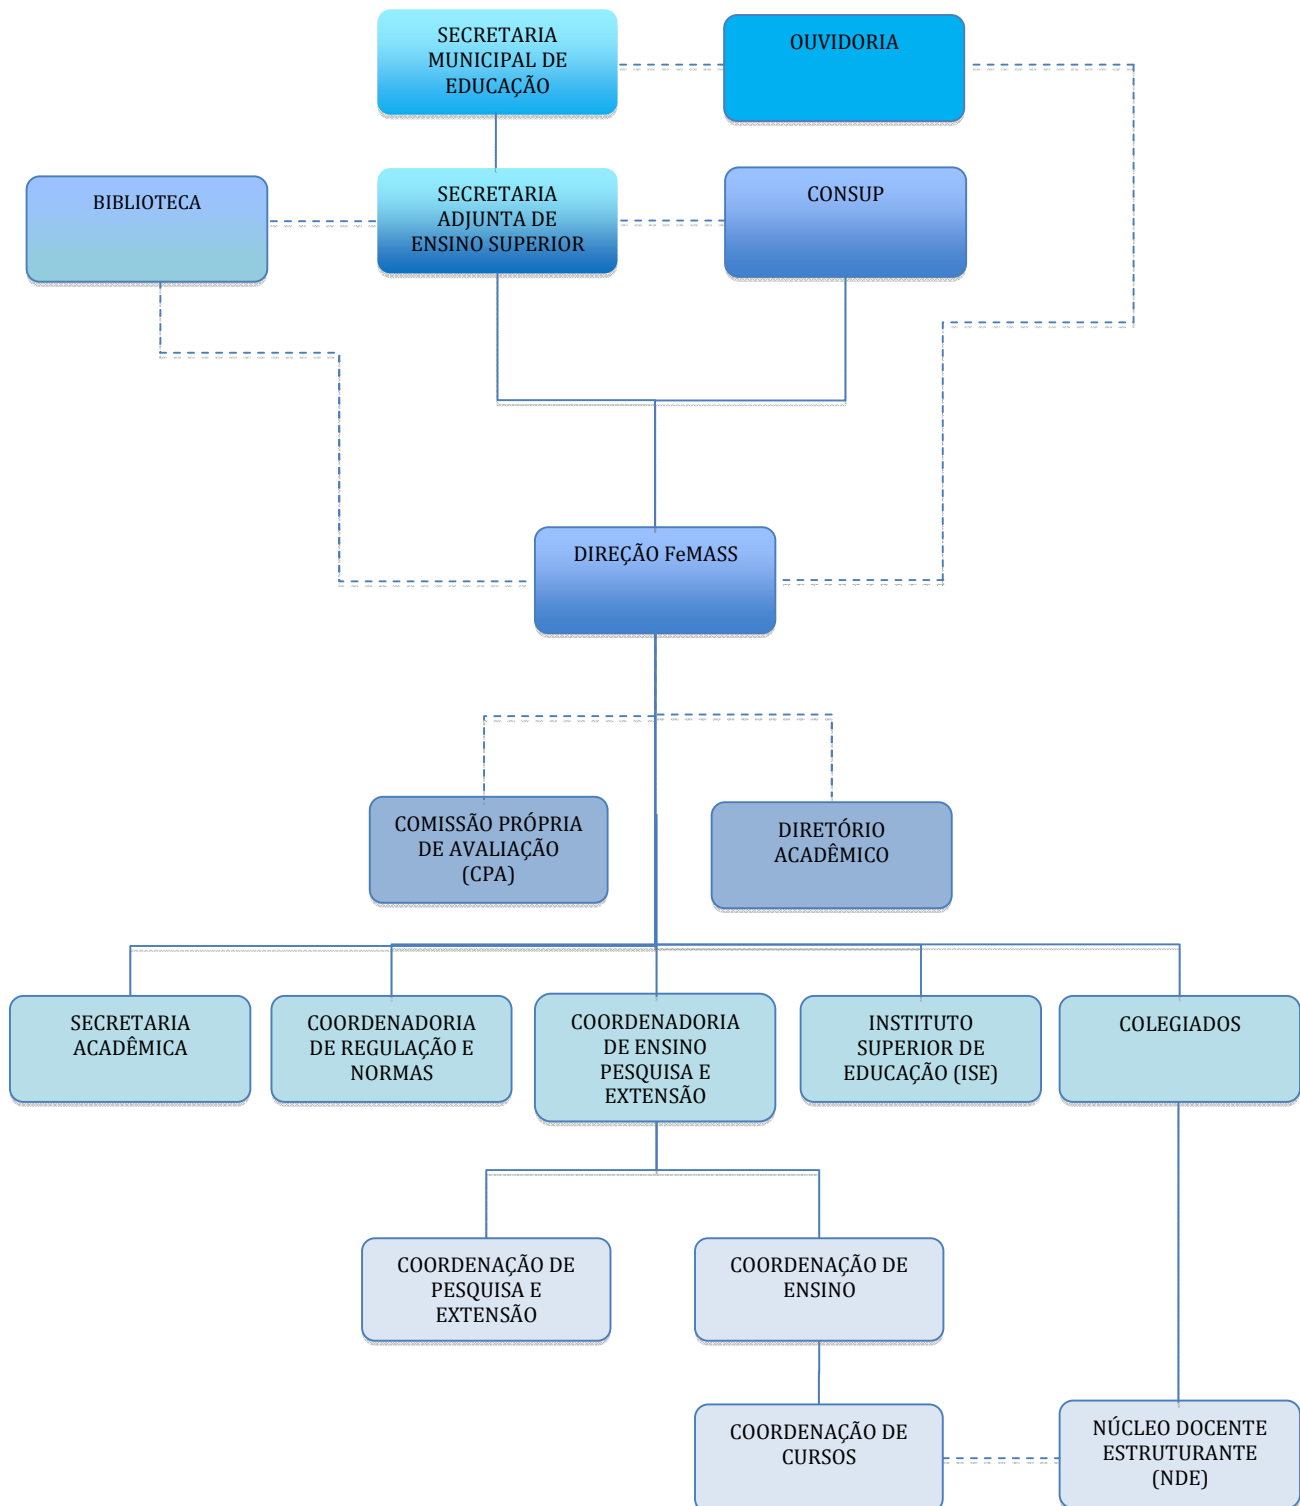 SECRETARIA
MUNICIPAL DE
EDUCAÇÃO
OUVIDORIA
BIBLIOTECA
SECRETARIA
ADJUNTA DE
ENSINO SUPERIOR
CONSUP
DIREÇÃO FeMASS
COMISSÃO PRÓPRIA
DE AVALIAÇÃO
(CPA)
DIRETÓRIO
ACADÊMICO
SECRETARIA
ACADÊMICA
COORDENADORIA
DE REGULAÇÃO E
NORMAS
COORDENADORIA
DE ENSINO
PESQUISA E
EXTENSÃO
INSTITUTO
SUPERIOR DE
EDUCAÇÃO (ISE)
COLEGIADOS
COORDENAÇÃO DE
PESQUISA E
EXTENSÃO
COORDENAÇÃO DE
ENSINO
COORDENAÇÃO DE
CURSOS
NÚCLEO DOCENTE
ESTRUTURANTE
(NDE)